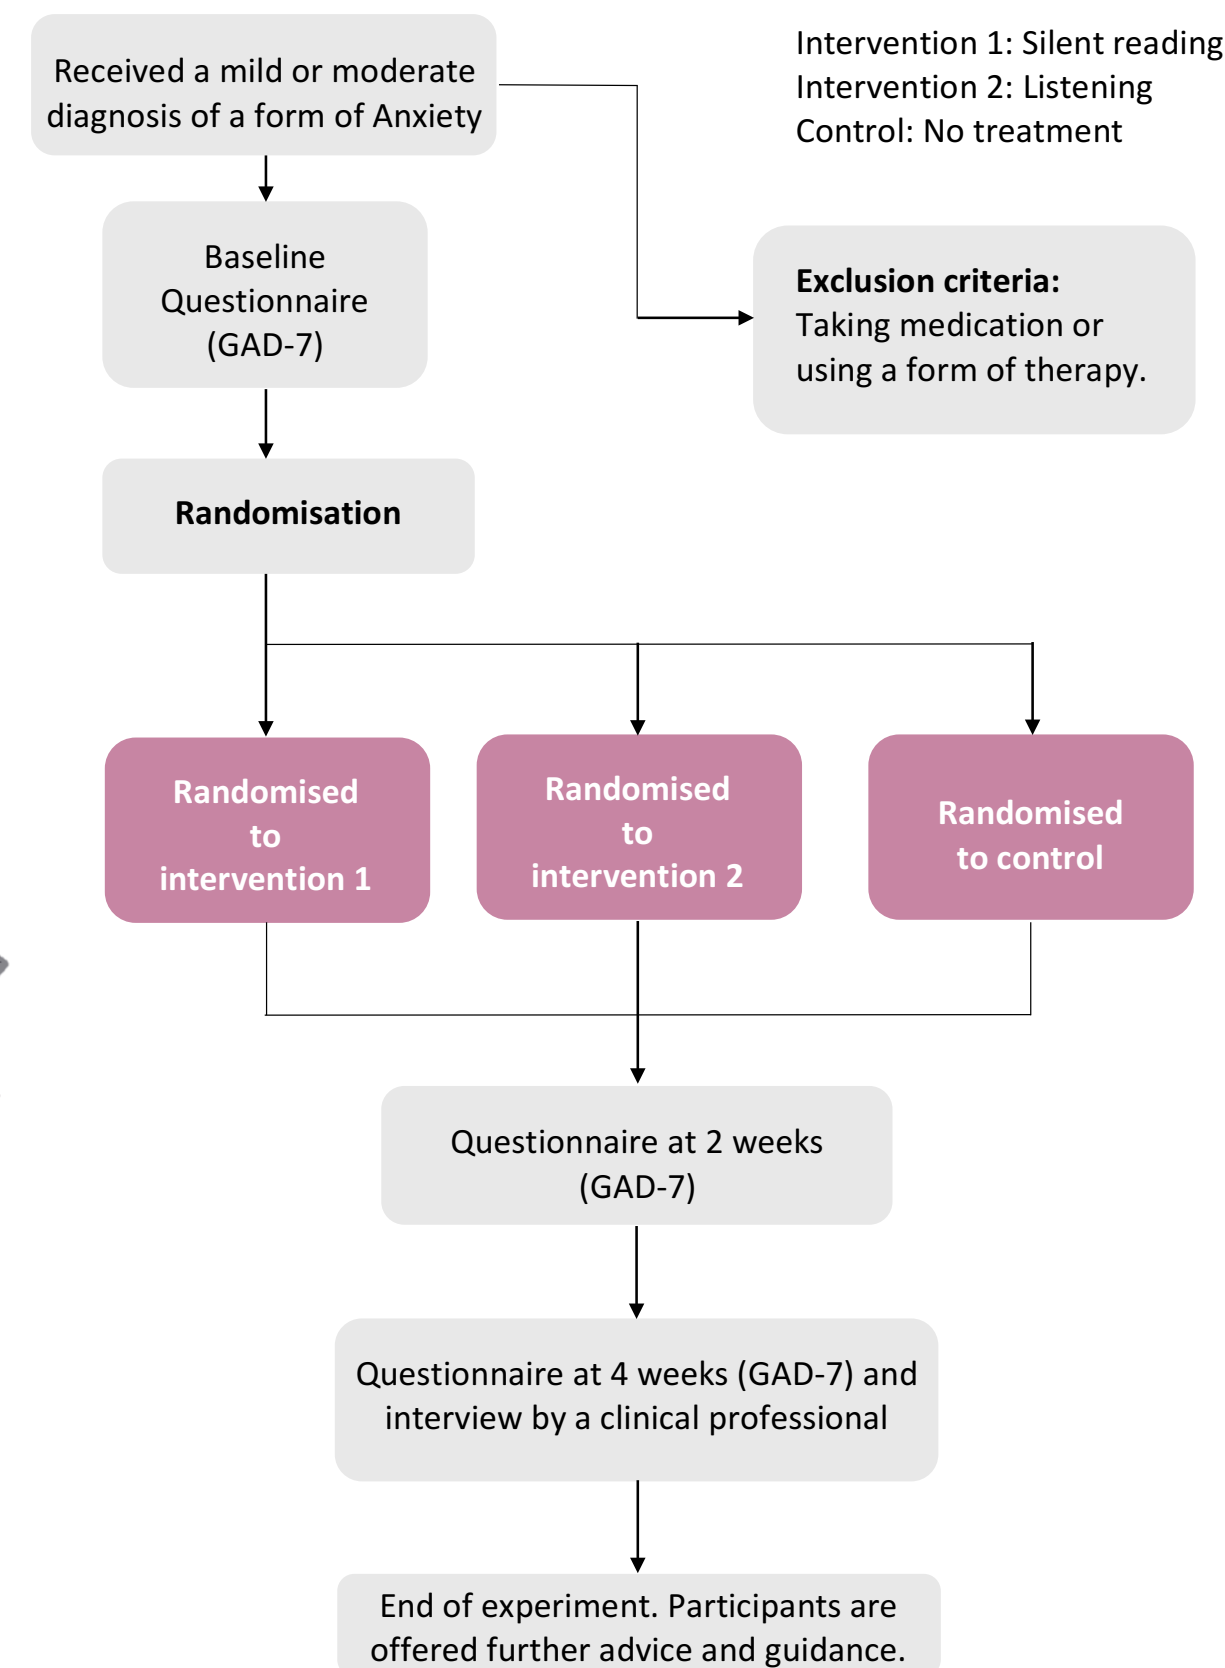 Received a mild or moderate
diagnosis of a form of Anxiety
Intervention 1: Silent reading
Intervention 2: Listening
Control: No treatment
Baseline
Questionnaire
(GAD-7)
Exclusion criteria:
Taking medication or
using a form of therapy.
Randomisation
Randomised
to
intervention 1
Randomised
to
intervention 2
Randomised
to control
Questionnaire at 2 weeks
(GAD-7)
Questionnaire at 4 weeks (GAD-7) and
interview by a clinical professional
End of experiment. Participants are
offered further advice and guidance.